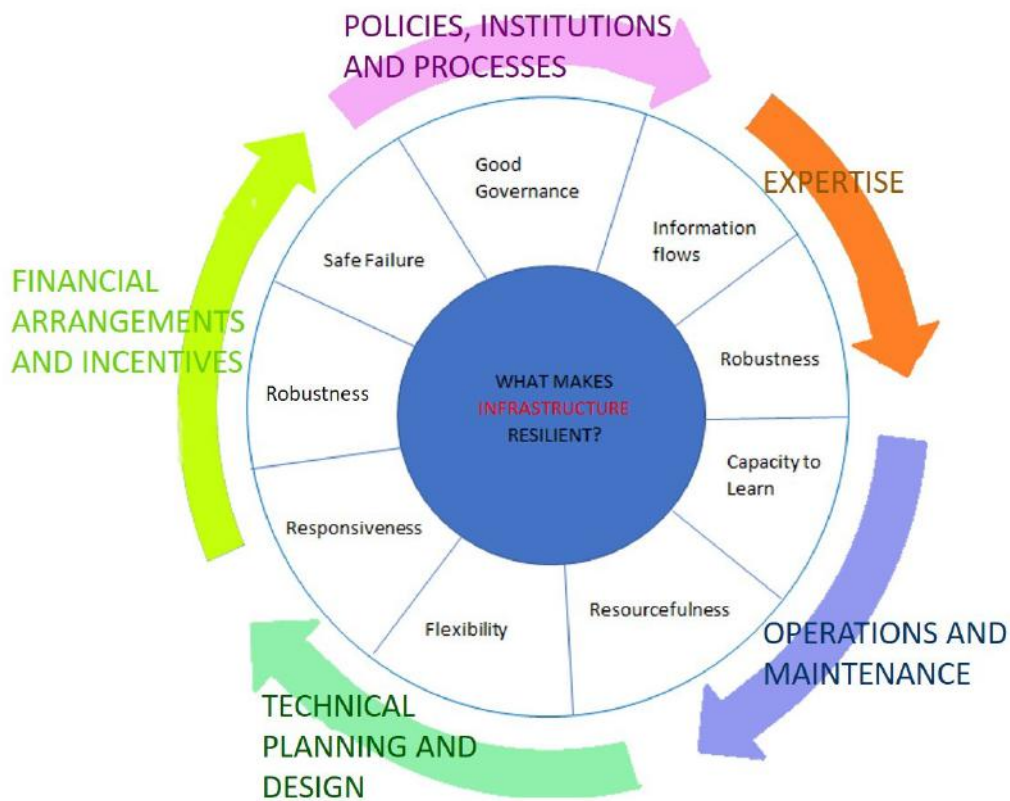 POLICIES, INSTITUTIONS
AND PROCESSES
EXPERTISE
OPERATIONS AND
MAINTENANCE
TECHNICAL
PLANNING AND
DESIGN
FINANCIAL
ARRANGEMENTS
AND INCENTIVES
Good
Governance
Information
flows
Robustness
Capacity to
Learn
Resourcefulness
Flexibility
Responsiveness
Robustness
Safe Failure
WHAT MAKES
INFRASTRUCTURE
RESILIENT?